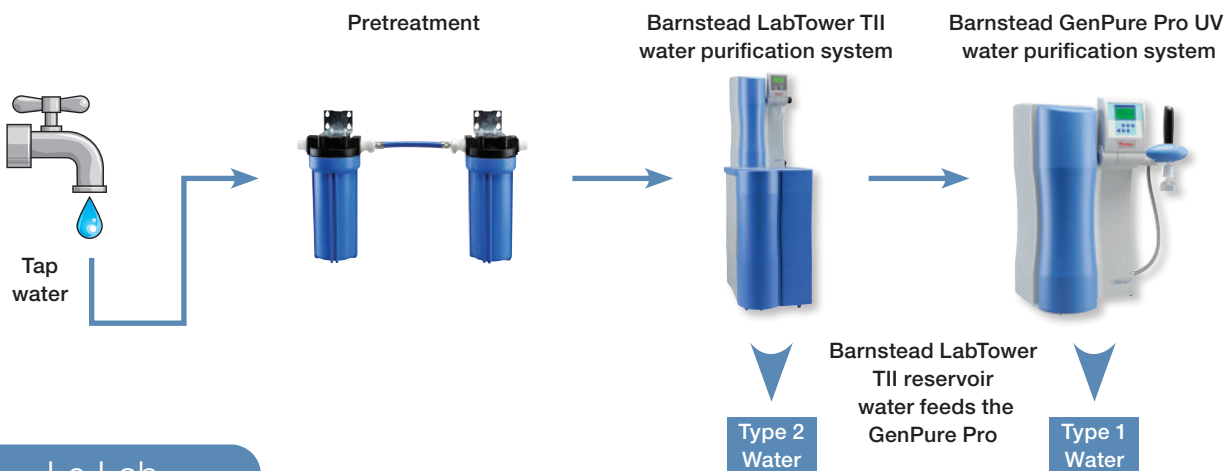 Pretreatment
Barnstead LabTower TII
water purification system
Barnstead GenPure Pro UV
water purification system
Tap
water
Barnstead LabTower
TII reservoir
water feeds the
GenPure Pro
Type 2
Water
Type 1
Water